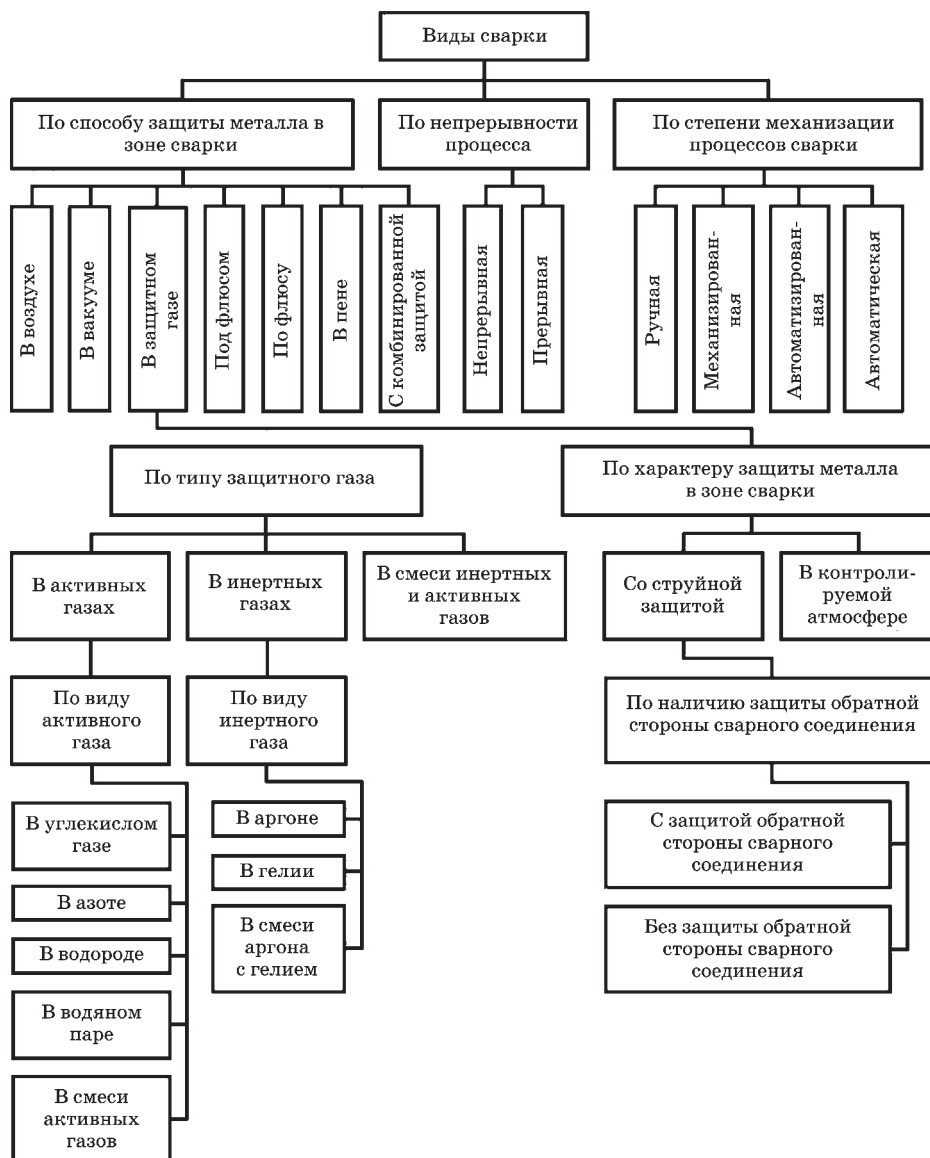 Виды сварки
По способу защиты металла в
зоне сварки
По непрерывности
процесса
По степени механизации
процессов сварки
В воздухе
В вакууме
В защитном
газе
Под флюсом
По флюсу
В пене
С комбинированной
защитой
Непрерывная
Прерывная
Ручная
Механизирован-
ная
Автоматизирован-
ная
Автоматическая
По типу защитного газа
По характеру защиты металла
в зоне сварки
В активных
газах
В инертных
газах
В смеси инертных
и активных
газов
Со струйной
защитой
В контроли-
руемой
атмосфере
По виду
активного
газа
По виду
инертного
газа
По наличию защиты обратной
стороны сварного соединения
В углекислом
газе
В азоте
В водороде
В водяном
паре
В смеси
активных
газов
В аргоне
В гелии
В смеси
аргона
с гелием
С защитой обратной
стороны сварного
соединения
Без защиты обратной
стороны сварного
соединения